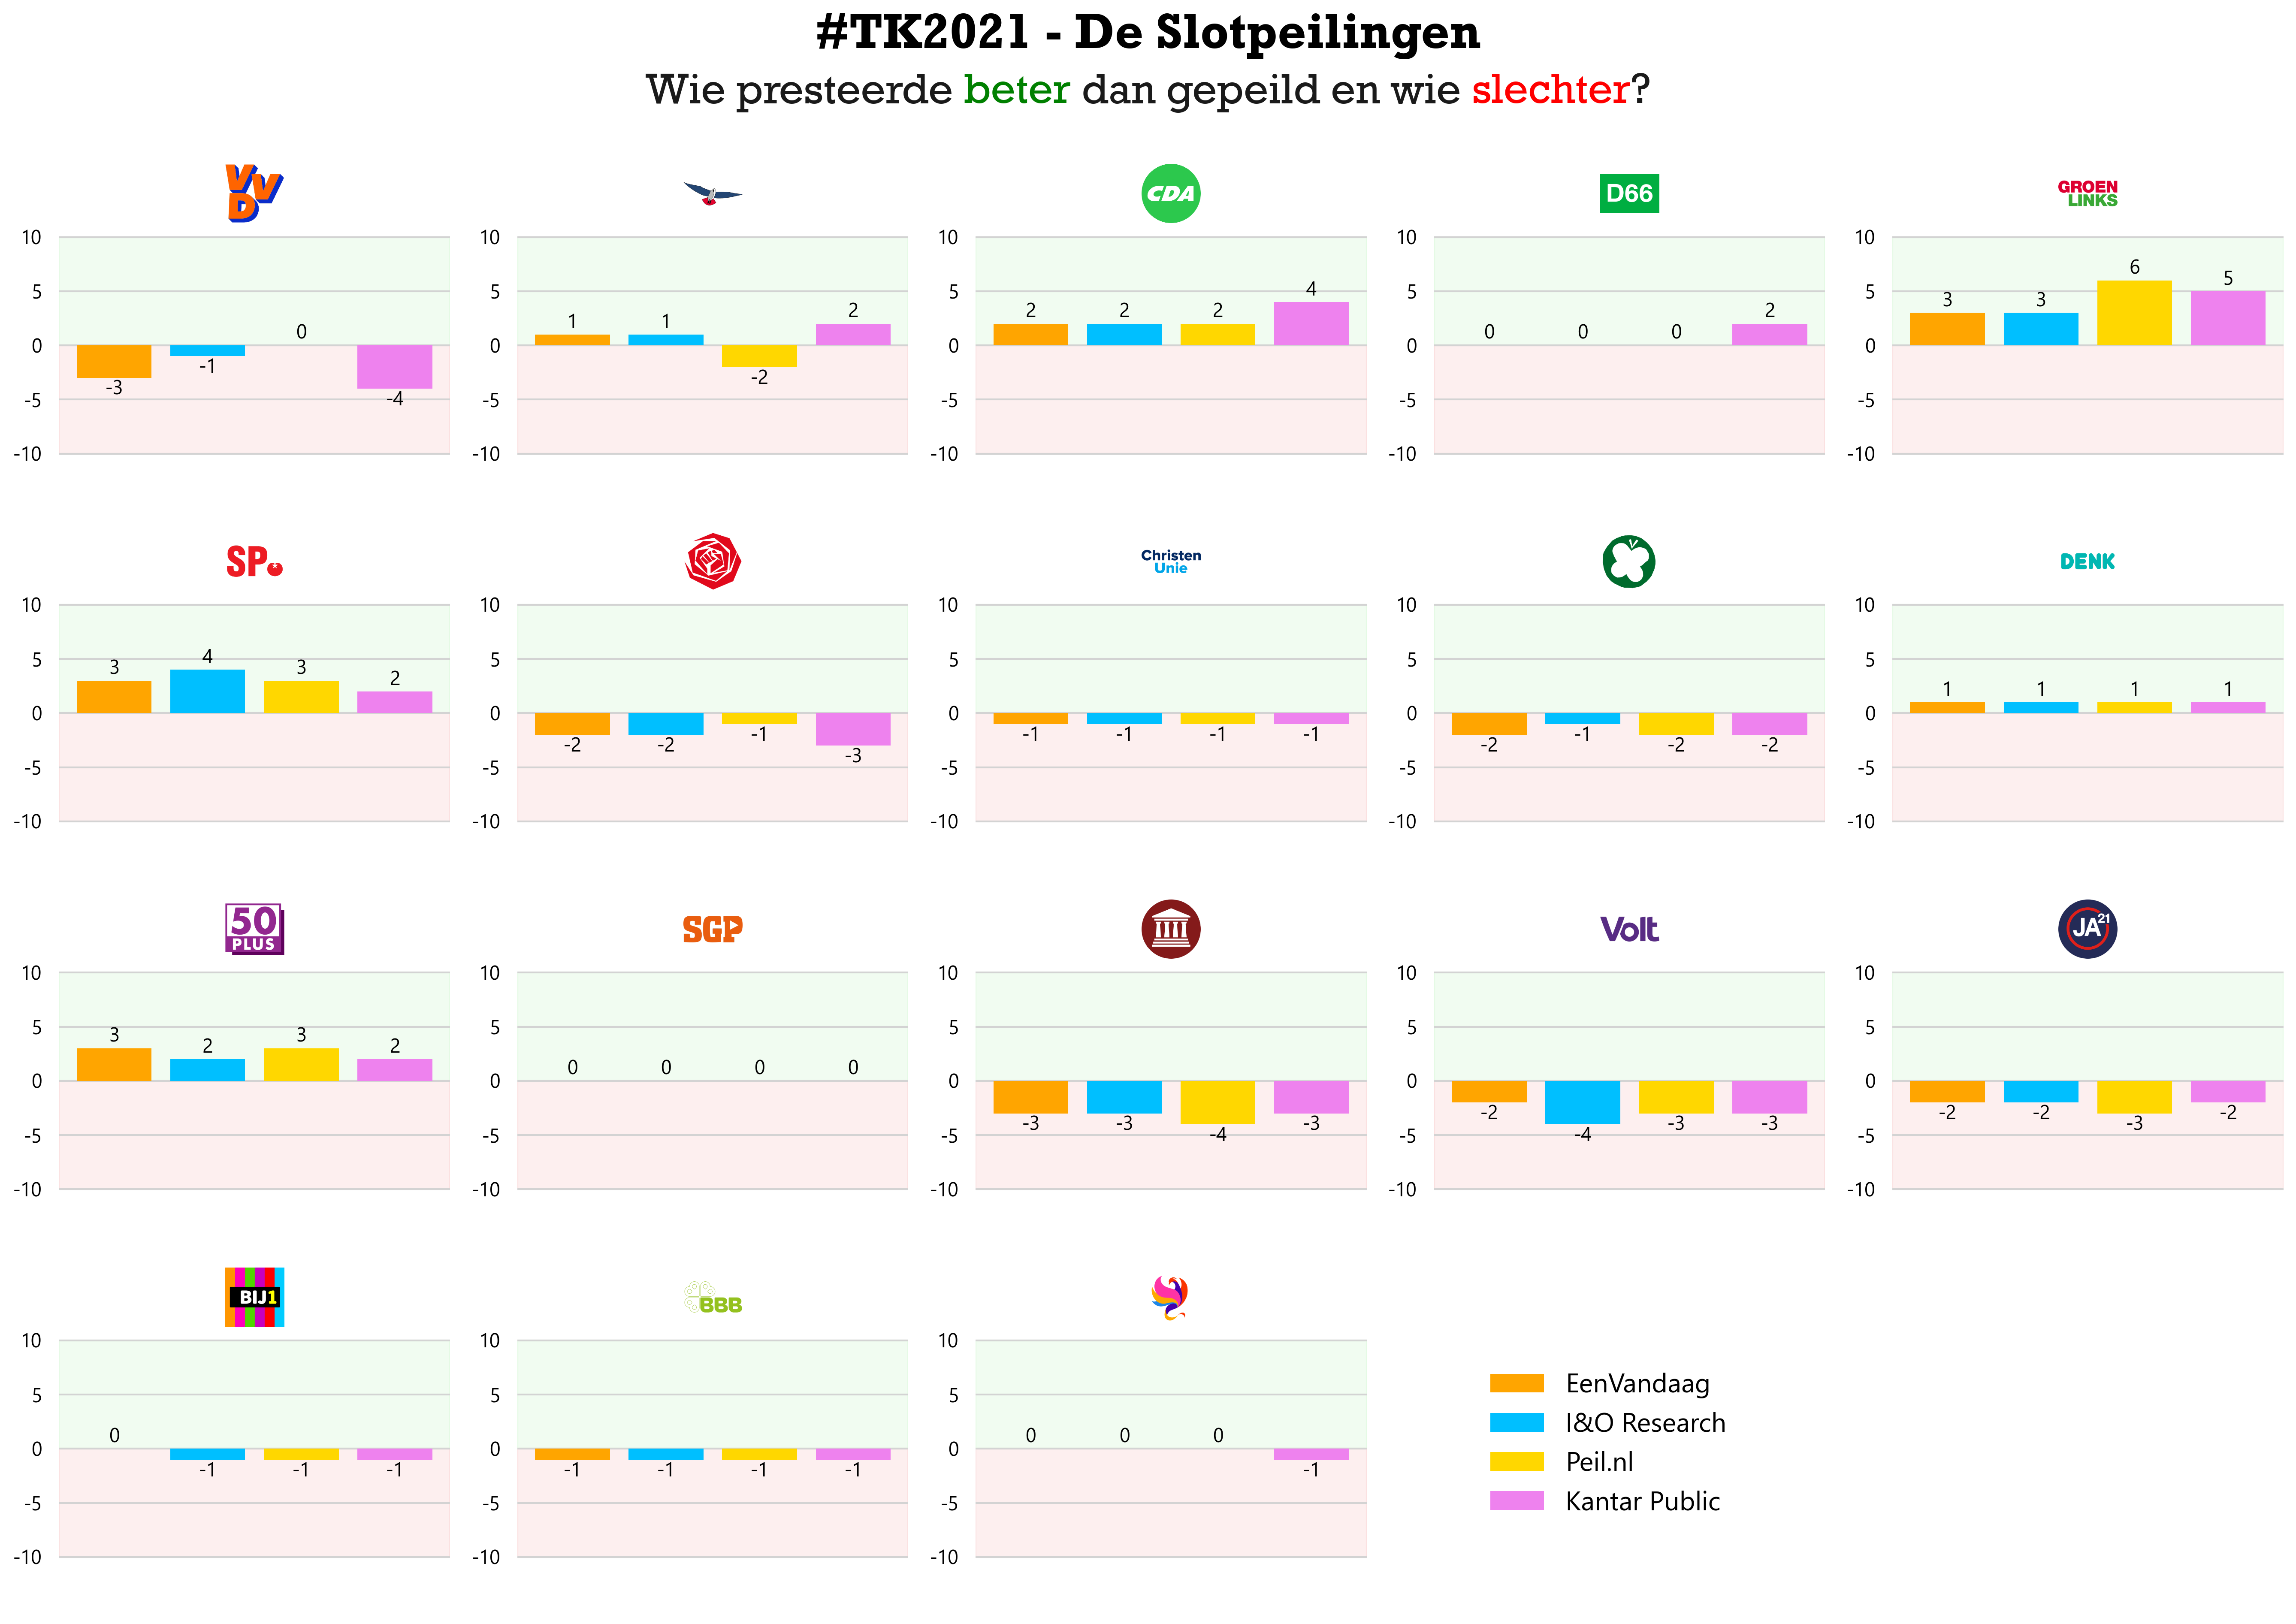 #TK2021 - De Slotpeilingen
Wie presteerde beter dan gepeild en wie slechter?
VVD
CDA
D66
GROEN
LINKS
10 10 10 10 10
5 5 5 5 5
0 0 0 0 0
-5 -5 -5 -5 -5
-10 -10 -10 -10 -10
-3 -1 0 -4
1 1 -2 2
2 2 2 4
0 0 0 2
3 3 6 5
SP
Christen
Unie
DENK
10 10 10 10 10
5 5 5 5 5
0 0 0 0 0
-5 -5 -5 -5 -5
-10 -10 -10 -10 -10
3 4 3 2
-2 -2 -1 -3
-1 -1 -1 -1
-2 -1 -2 -2
1 1 1 1
50
PLUS
SGP
Volt
JA21
10 10 10 10 10
5 5 5 5 5
0 0 0 0 0
-5 -5 -5 -5 -5
-10 -10 -10 -10 -10
3 2 3 2
0 0 0 0
-3 -3 -4 -3
-2 -4 -3 -3
-2 -2 -3 -2
BIJ1
BBB
10 10 10
5 5 5
0 0 0
-5 -5 -5
-10 -10 -10
0 -1 -1 -1
-1 -1 -1 -1
0 0 0 -1
EenVandaag
I&O Research
Peil.nl
Kantar Public